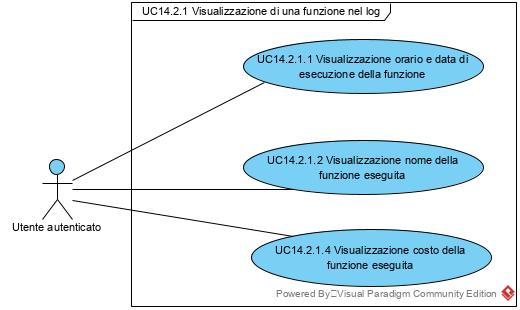 UC14.2.1 Visualizzazione di una funzione nel log
UC14.2.1.1 Visualizzazione orario e data di
esecuzione della funzione
UC14.2.1.2 Visualizzazione nome della
funzione eseguita
Utente autenticato
UC14.2.1.4 Visualizzazione costo della
funzione eseguita
Powered By Visual Paradigm Community Edition